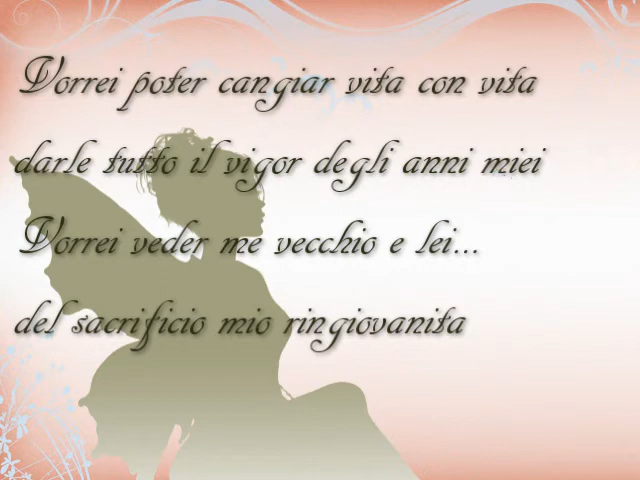 Vorrei poter cangiar vita con vita
darle tutto il vigor degli anni miei
Vorrei veder me vecchio e lei...
del sacrificio mio ringiovanita